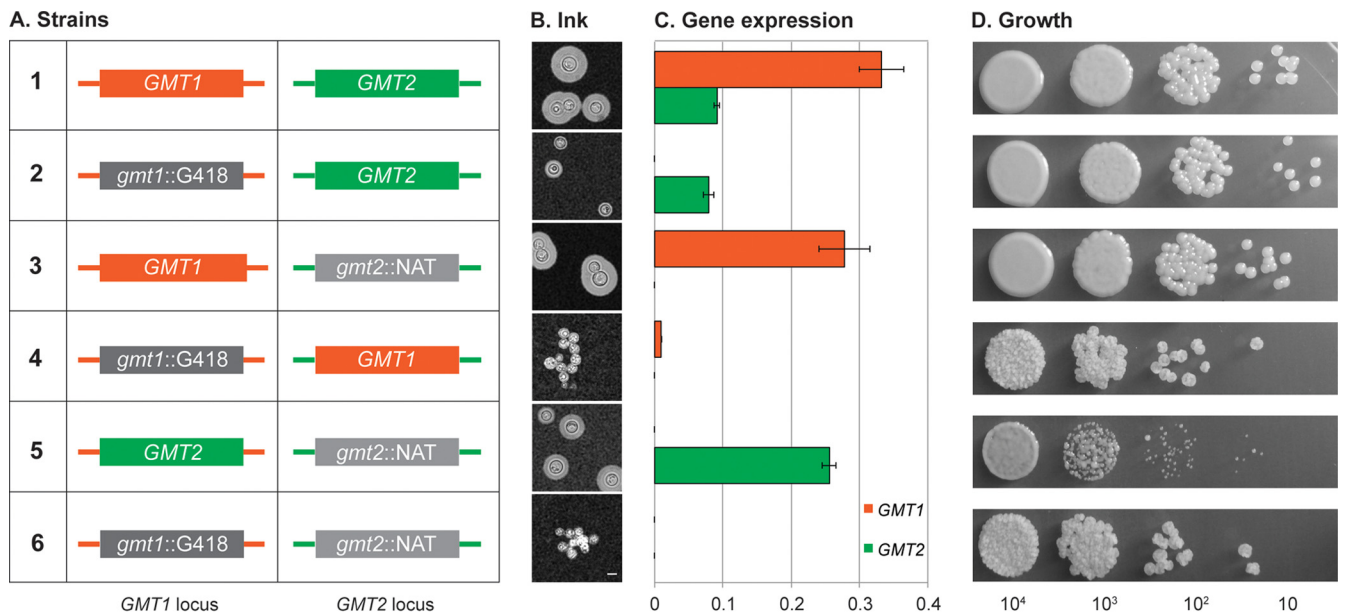 A. Strains
B. Ink
C. Gene expression
D. Growth
1
GMT1
GMT2
2
gmt1::G418
GMT2
3
GMT1
gmt2::NAT
4
gmt1::G418
GMT1
5
GMT2
gmt2::NAT
6
gmt1::G418
gmt2::NAT
GMT1
GMT2
GMT1 locus
GMT2 locus
0
0.1
0.2
0.3
0.4
10⁴
10³
10²
10